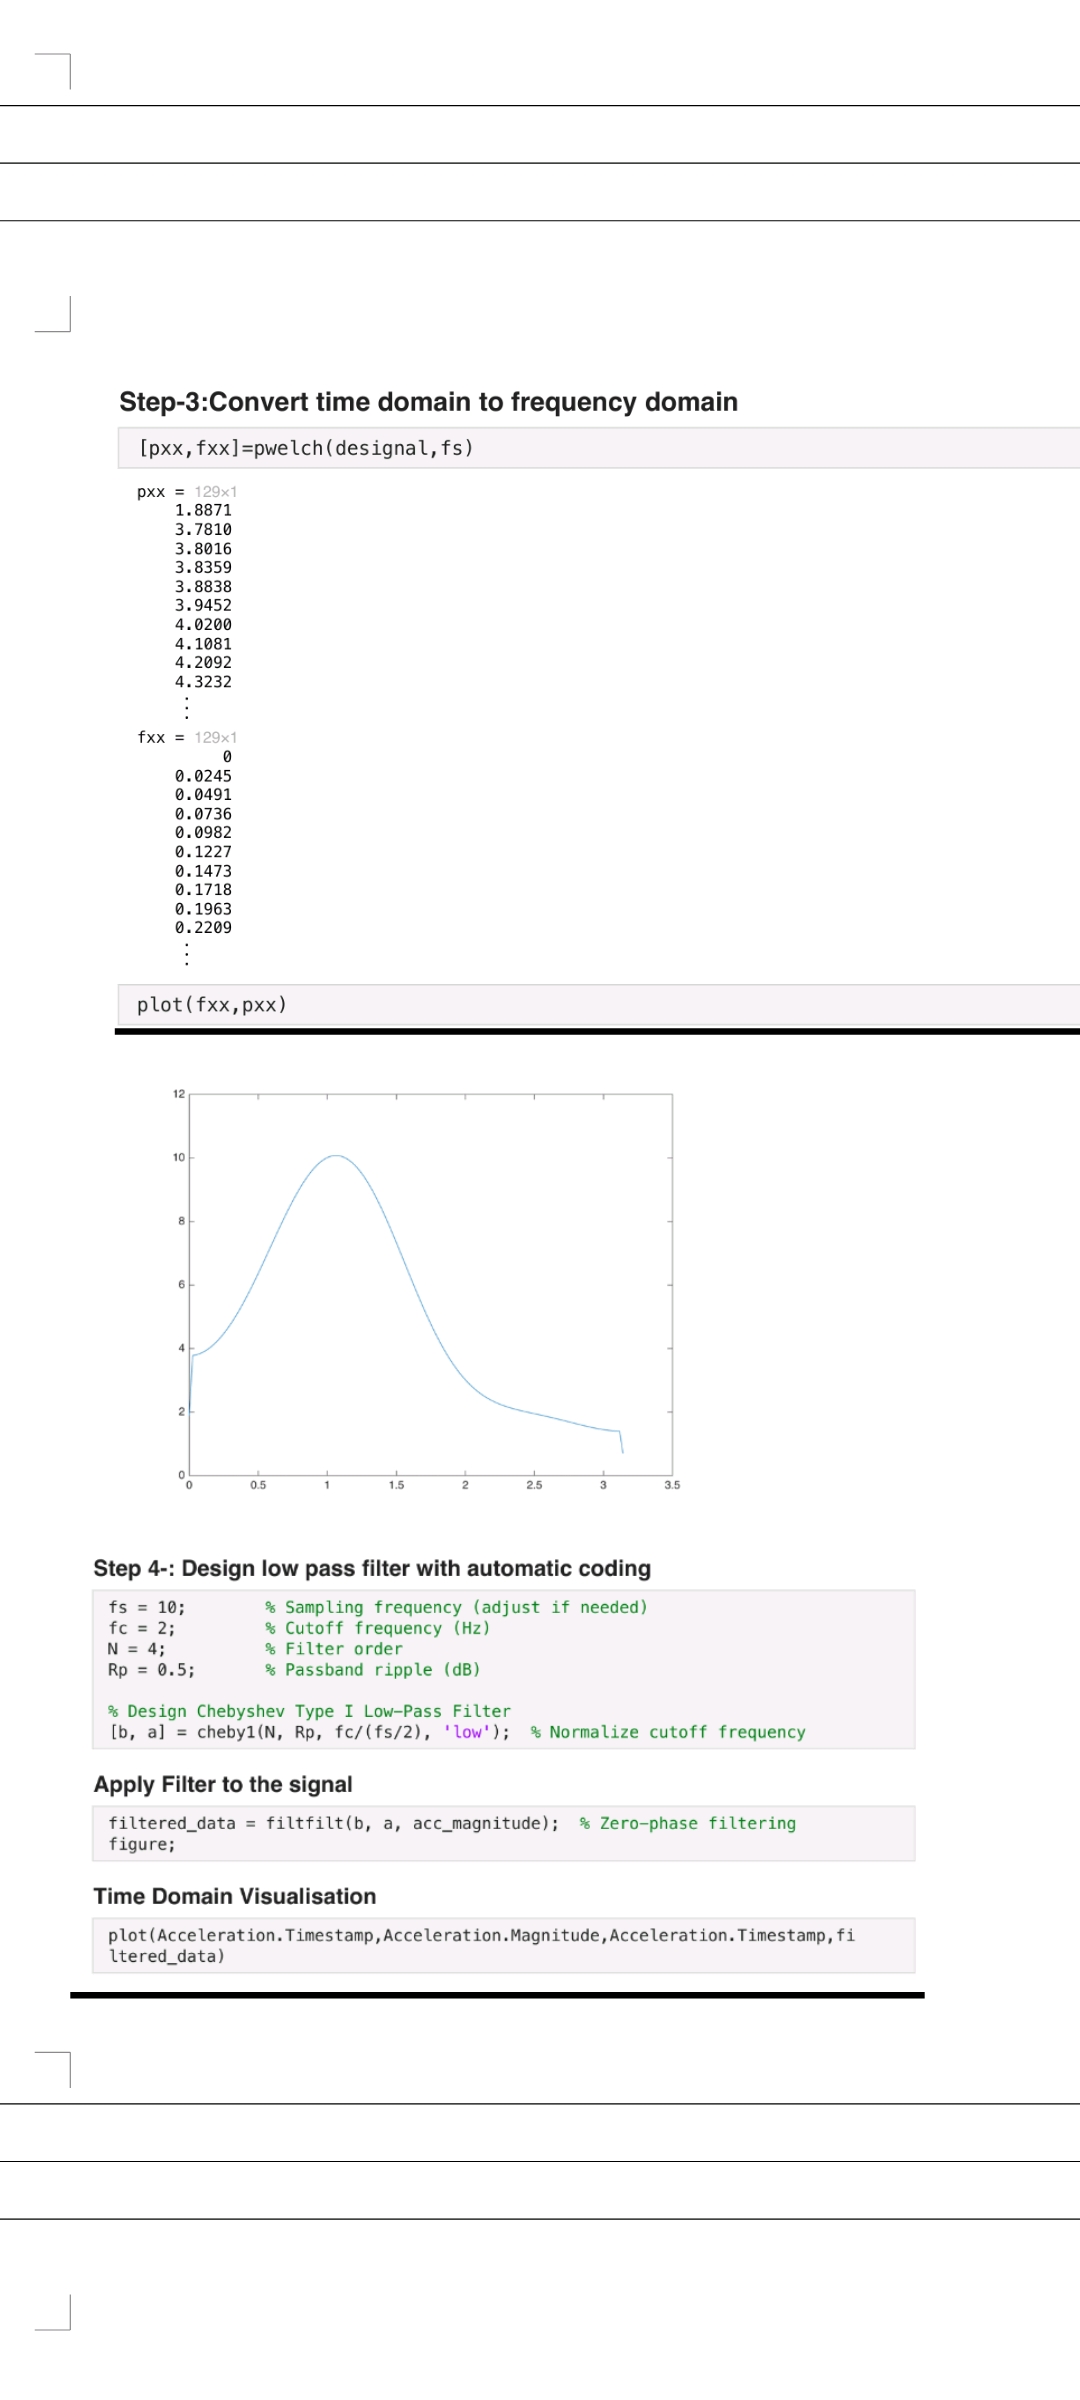 Step-3:Convert time domain to frequency domain
[pxx,fxx]=pwelch(designal,fs)
pxx = 129×1
1.8871
3.7810
3.8016
3.8359
3.8838
3.9452
4.0200
4.1081
4.2092
4.3232
⋮
fxx = 129×1
0
0.0245
0.0491
0.0736
0.0982
0.1227
0.1473
0.1718
0.1963
0.2209
⋮
plot(fxx,pxx)
12
10
8
6
4
2
0
0 0.5 1 1.5 2 2.5 3 3.5
Step 4-: Design low pass filter with automatic coding
fs = 10; % Sampling frequency (adjust if needed)
fc = 2; % Cutoff frequency (Hz)
N = 4; % Filter order
Rp = 0.5; % Passband ripple (dB)
% Design Chebyshev Type I Low-Pass Filter
[b, a] = cheby1(N, Rp, fc/(fs/2), 'low'); % Normalize cutoff frequency
Apply Filter to the signal
filtered_data = filtfilt(b, a, acc_magnitude); % Zero-phase filtering
figure;
Time Domain Visualisation
plot(Acceleration.Timestamp,Acceleration.Magnitude,Acceleration.Timestamp,fi
ltered_data)